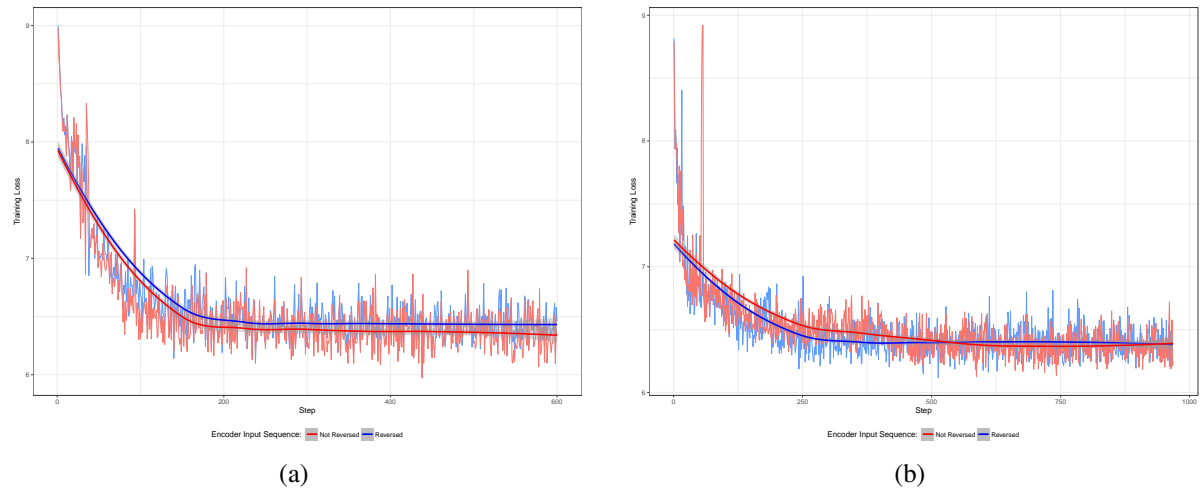 9
8
7
6
Training Loss
0
200
400
600
Step
Encoder Input Sequence: Not Reversed Reversed
(a)
9
8
7
6
Training Loss
0
250
500
750
1000
Step
Encoder Input Sequence: Not Reversed Reversed
(b)